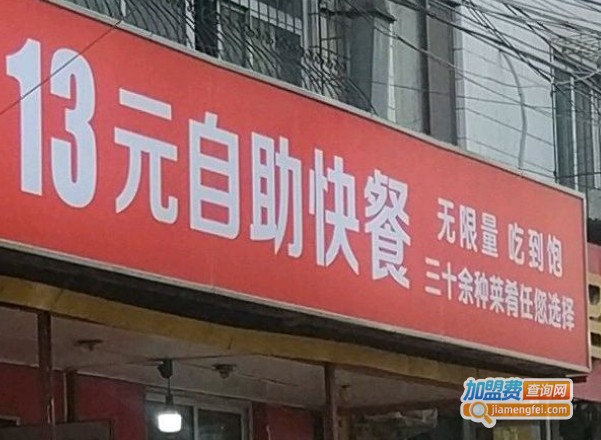 13元自助快餐
无限量 吃到饱
三十余种菜肴任您选择
加盟费查询网
jiamengfei.com